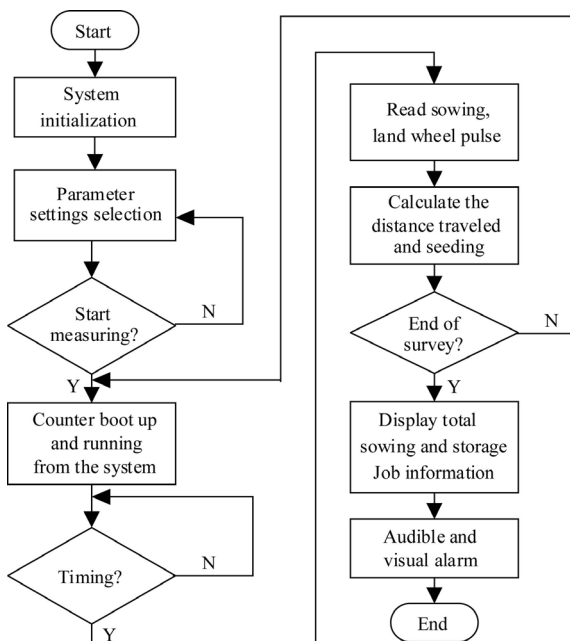 Start
System
initialization
Parameter
settings selection
Start
measuring?
N
Y
Counter boot up
and running
from the system
Timing?
N
Y
Read sowing,
land wheel pulse
Calculate the
distance traveled
and seeding
End of
survey?
N
Y
Display total
sowing and storage
Job information
Audible and
visual alarm
End